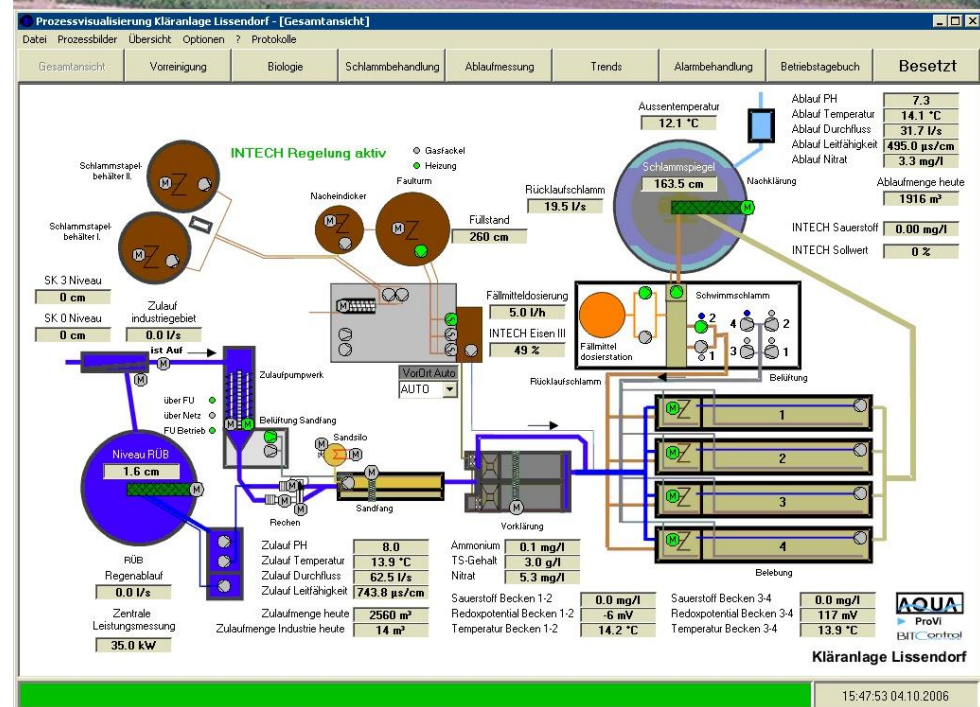 Prozessvisualisierung Kläranlage Lissendorf - [Gesamtansicht]
Datei Prozessbilder Übersicht Optionen ? Protokolle
Gesamtansicht Vorreinigung Biologie Schlammbehandlung Ablaufmessung Trends Alarmbehandlung Betriebstagebuch Besetzt
Aussentemperatur
12.1 °C
Ablauf PH 7.3
Ablauf Temperatur 14.1 °C
Ablauf Durchfluss 31.7 l/s
Ablauf Leitfähigkeit 495.0 µs/cm
Ablauf Nitrat 3.3 mg/l
Ablaufmenge heute
1916 m³
INTECH Sauerstoff 0.00 mg/l
INTECH Sollwert 0 %
INTECH Regelung aktiv
Gasfackel
Heizung
Faulturm
Schlammstapel-
behälter II.
Nacheindicker
Schlammstapel-
behälter I.
Füllstand
260 cm
Rücklaufschlamm
19.5 l/s
Schlammspiegel
163.5 cm
Nachklärung
SK 3 Niveau
0 cm
SK 0 Niveau
0 cm
Zulauf
industriegebiet
0.0 l/s
ist Auf
Fällmitteldosierung
5.0 l/h
INTECH Eisen III
49 %
VorOrt Auto
AUTO
Schwimmschlamm
2
1
4
2
3
1
Fällmittel
dosierstation
Rücklaufschlamm
Belüftung
Zulaufpumpwerk
über FU
über Netz
FU Betrieb
Belüftung Sandfang
Sandsilo
Niveau RÜB
1.6 cm
Rechen
Sandfang
Vorklärung
1
2
3
4
Belebung
RÜB
Regenablauf
0.0 l/s
Zentrale
Leistungsmessung
35.0 kW
Zulauf PH 8.0
Zulauf Temperatur 13.9 °C
Zulauf Durchfluss 62.5 l/s
Zulauf Leitfähigkeit 743.8 µs/cm
Zulaufmenge heute 2560 m³
Zulaufmenge Industrie heute 14 m³
Ammonium 0.1 mg/l
TS-Gehalt 3.0 g/l
Nitrat 5.3 mg/l
Sauerstoff Becken 1-2 0.0 mg/l
Redoxpotential Becken 1-2 -6 mV
Temperatur Becken 1-2 14.2 °C
Sauerstoff Becken 3-4 0.0 mg/l
Redoxpotential Becken 3-4 117 mV
Temperatur Becken 3-4 13.9 °C
AQUA
ProVi
BITControl
Kläranlage Lissendorf
15:47:53 04.10.2006